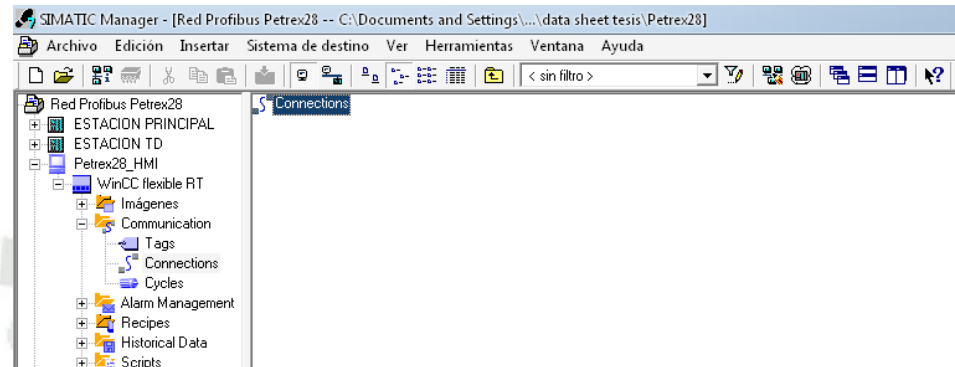 SIMATIC Manager - [Red Profibus Petrex28 -- C:\Documents and Settings\...\data sheet tesis\Petrex28]
Archivo Edición Insertar Sistema de destino Ver Herramientas Ventana Ayuda
< sin filtro >
Red Profibus Petrex28
ESTACION PRINCIPAL
ESTACION TD
Petrex28_HMI
WinCC flexible RT
Imágenes
Communication
Tags
Connections
Cycles
Alarm Management
Recipes
Historical Data
Scripts
Connections